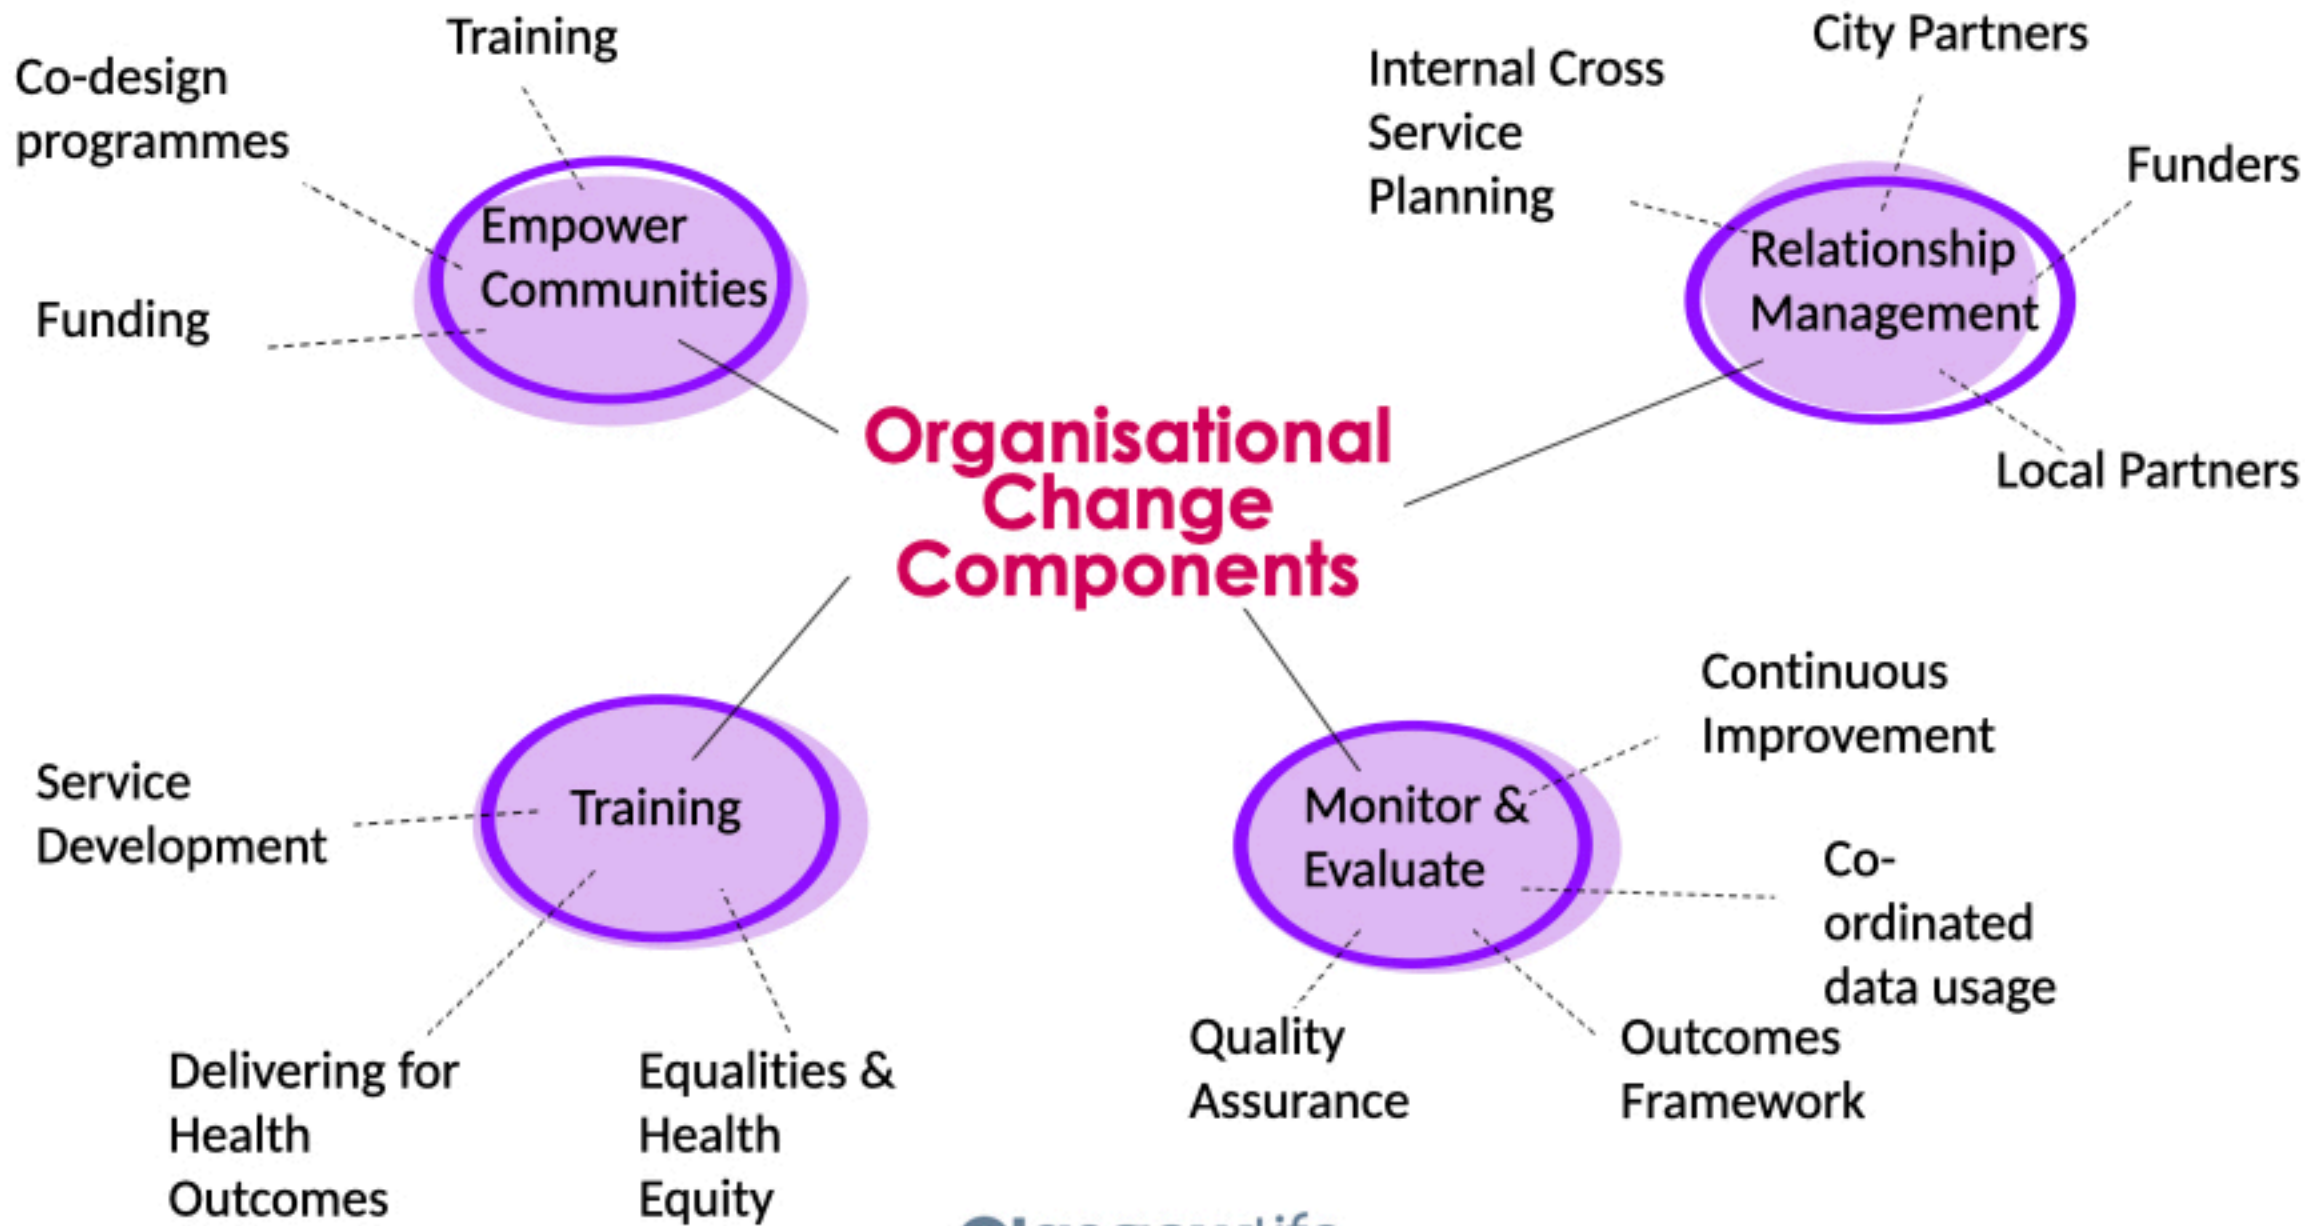 Training
Co-design
programmes
Funding
Empower
Communities
City Partners
Internal Cross
Service
Planning
Funders
Relationship
Management
Local Partners
Organisational
Change
Components
Service
Development
Training
Delivering for
Health
Outcomes
Equalities &
Health
Equity
Continuous
Improvement
Monitor &
Evaluate
Co-
ordinated
data usage
Quality
Assurance
Outcomes
Framework